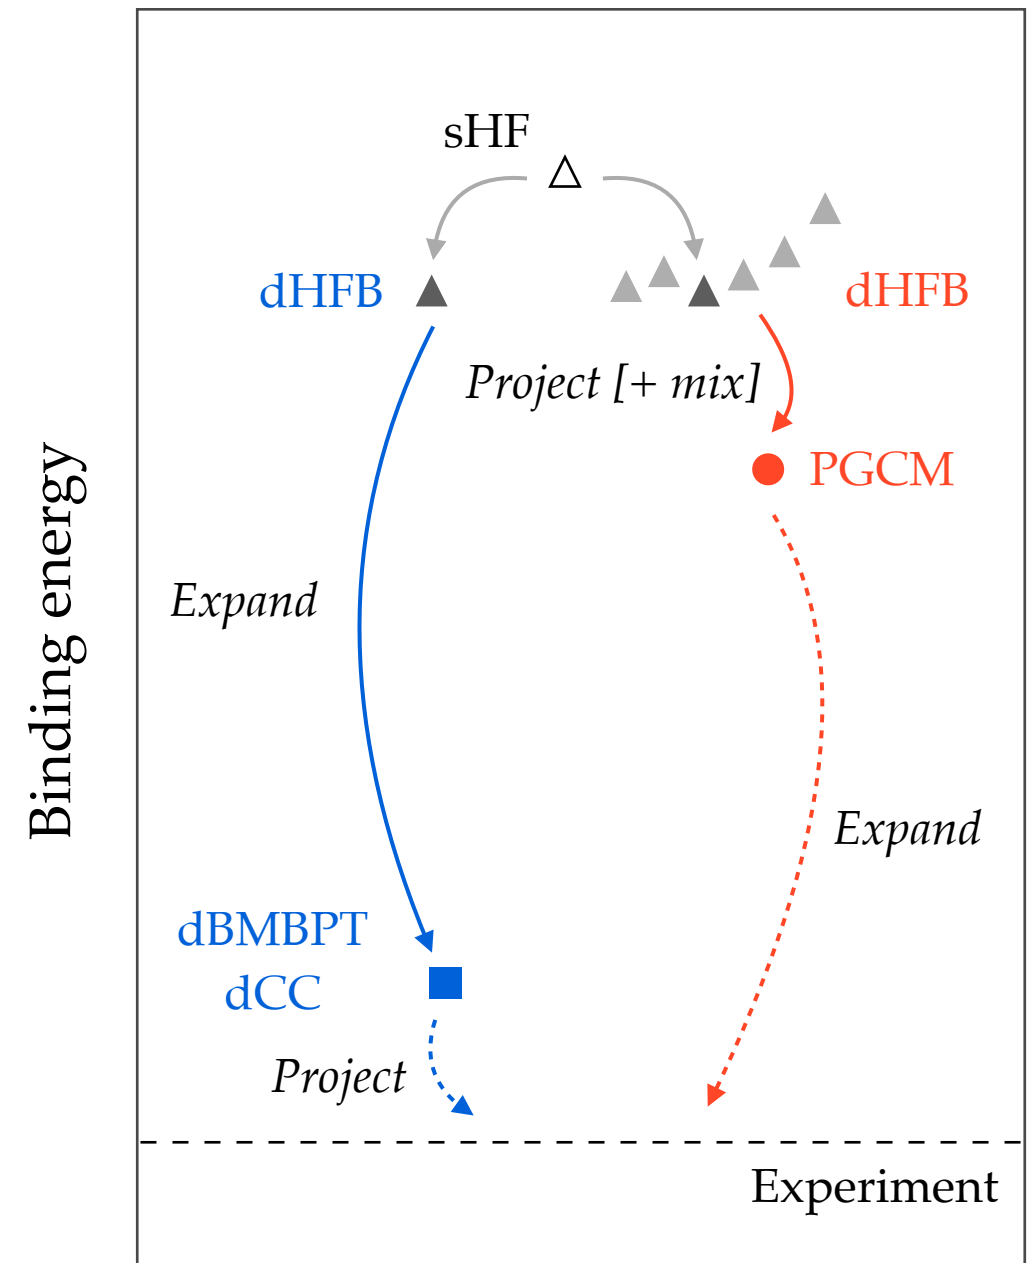 sHF
dHFB
dHFB
Project [+ mix]
PGCM
Expand
Binding energy
Expand
dBMBPT
dCC
Project
Experiment